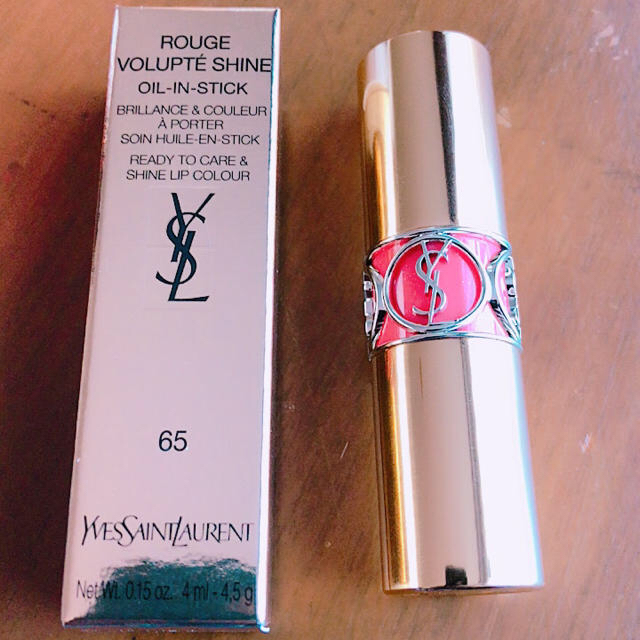 ROUGE
VOLUPTÉ SHINE
OIL-IN-STICK
BRILLANCE & COULEUR
À PORTER
SOIN HUILE-EN-STICK
READY TO CARE &
SHINE LIP COLOUR
YSL
65
YVESSAINTLAURENT
Net Wt. 0.15 oz. 4 ml - 4,5 g
YSL